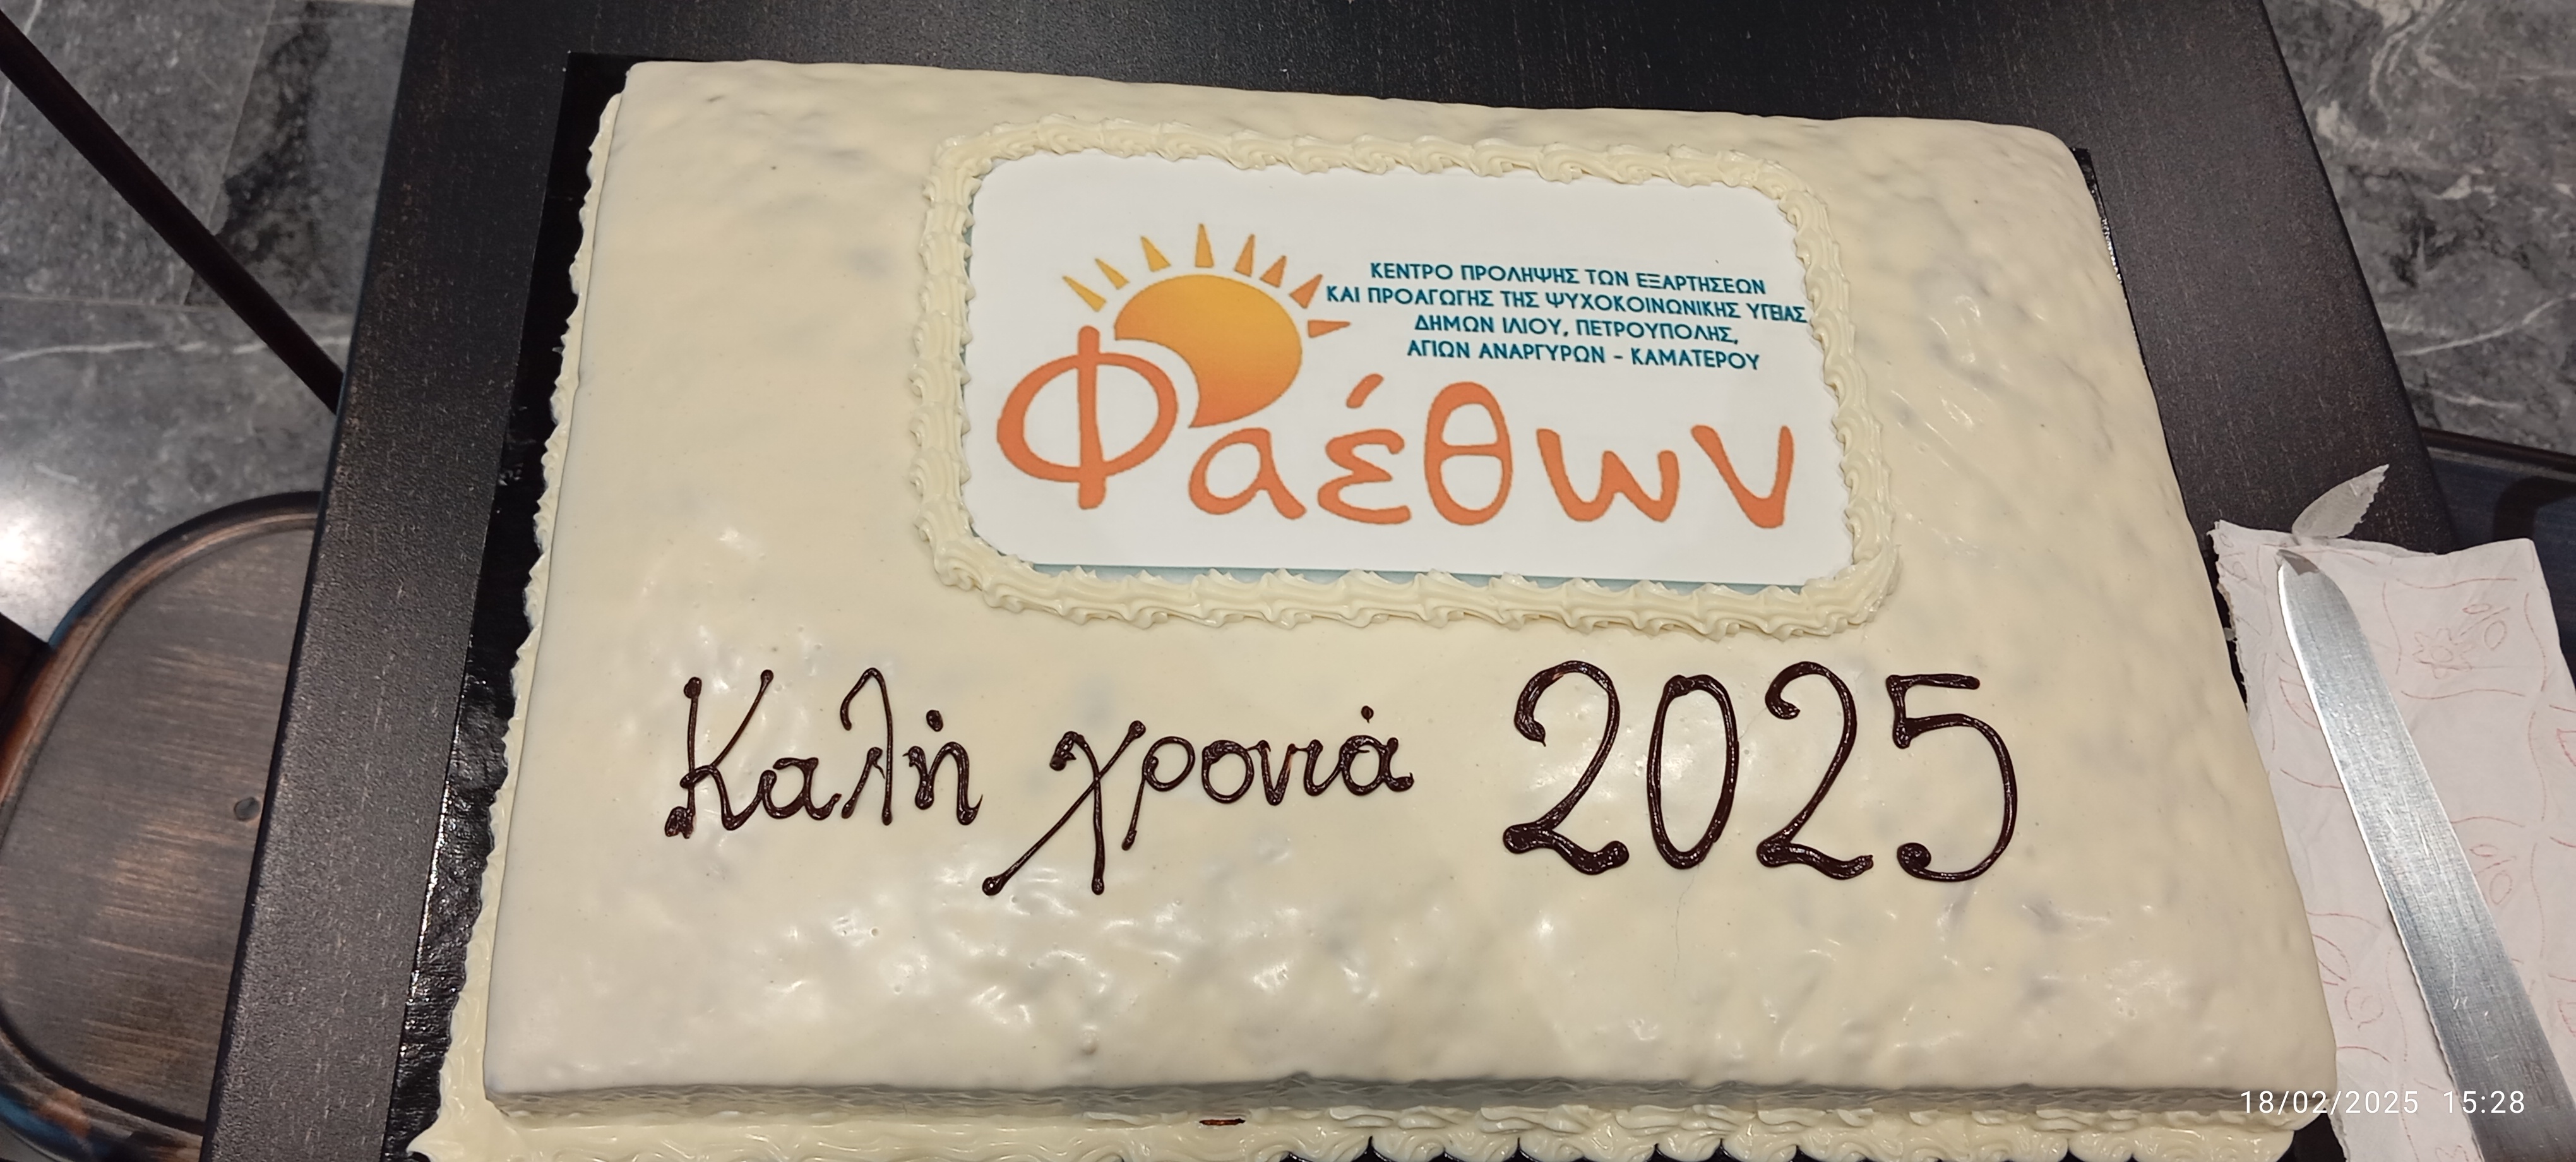 ΚΕΝΤΡΟ ΠΡΟΛΗΨΗΣ ΤΩΝ ΕΞΑΡΤΗΣΕΩΝ
ΚΑΙ ΠΡΟΑΓΩΓΗΣ ΤΗΣ ΨΥΧΟΚΟΙΝΩΝΙΚΗΣ ΥΓΕΙΑΣ
ΔΗΜΩΝ ΙΛΙΟΥ, ΠΕΤΡΟΥΠΟΛΗΣ,
ΑΓΙΩΝ ΑΝΑΡΓΥΡΩΝ - ΚΑΜΑΤΕΡΟΥ
Φαέθων
Καλή χρονιά 2025
18/02/2025 15:28